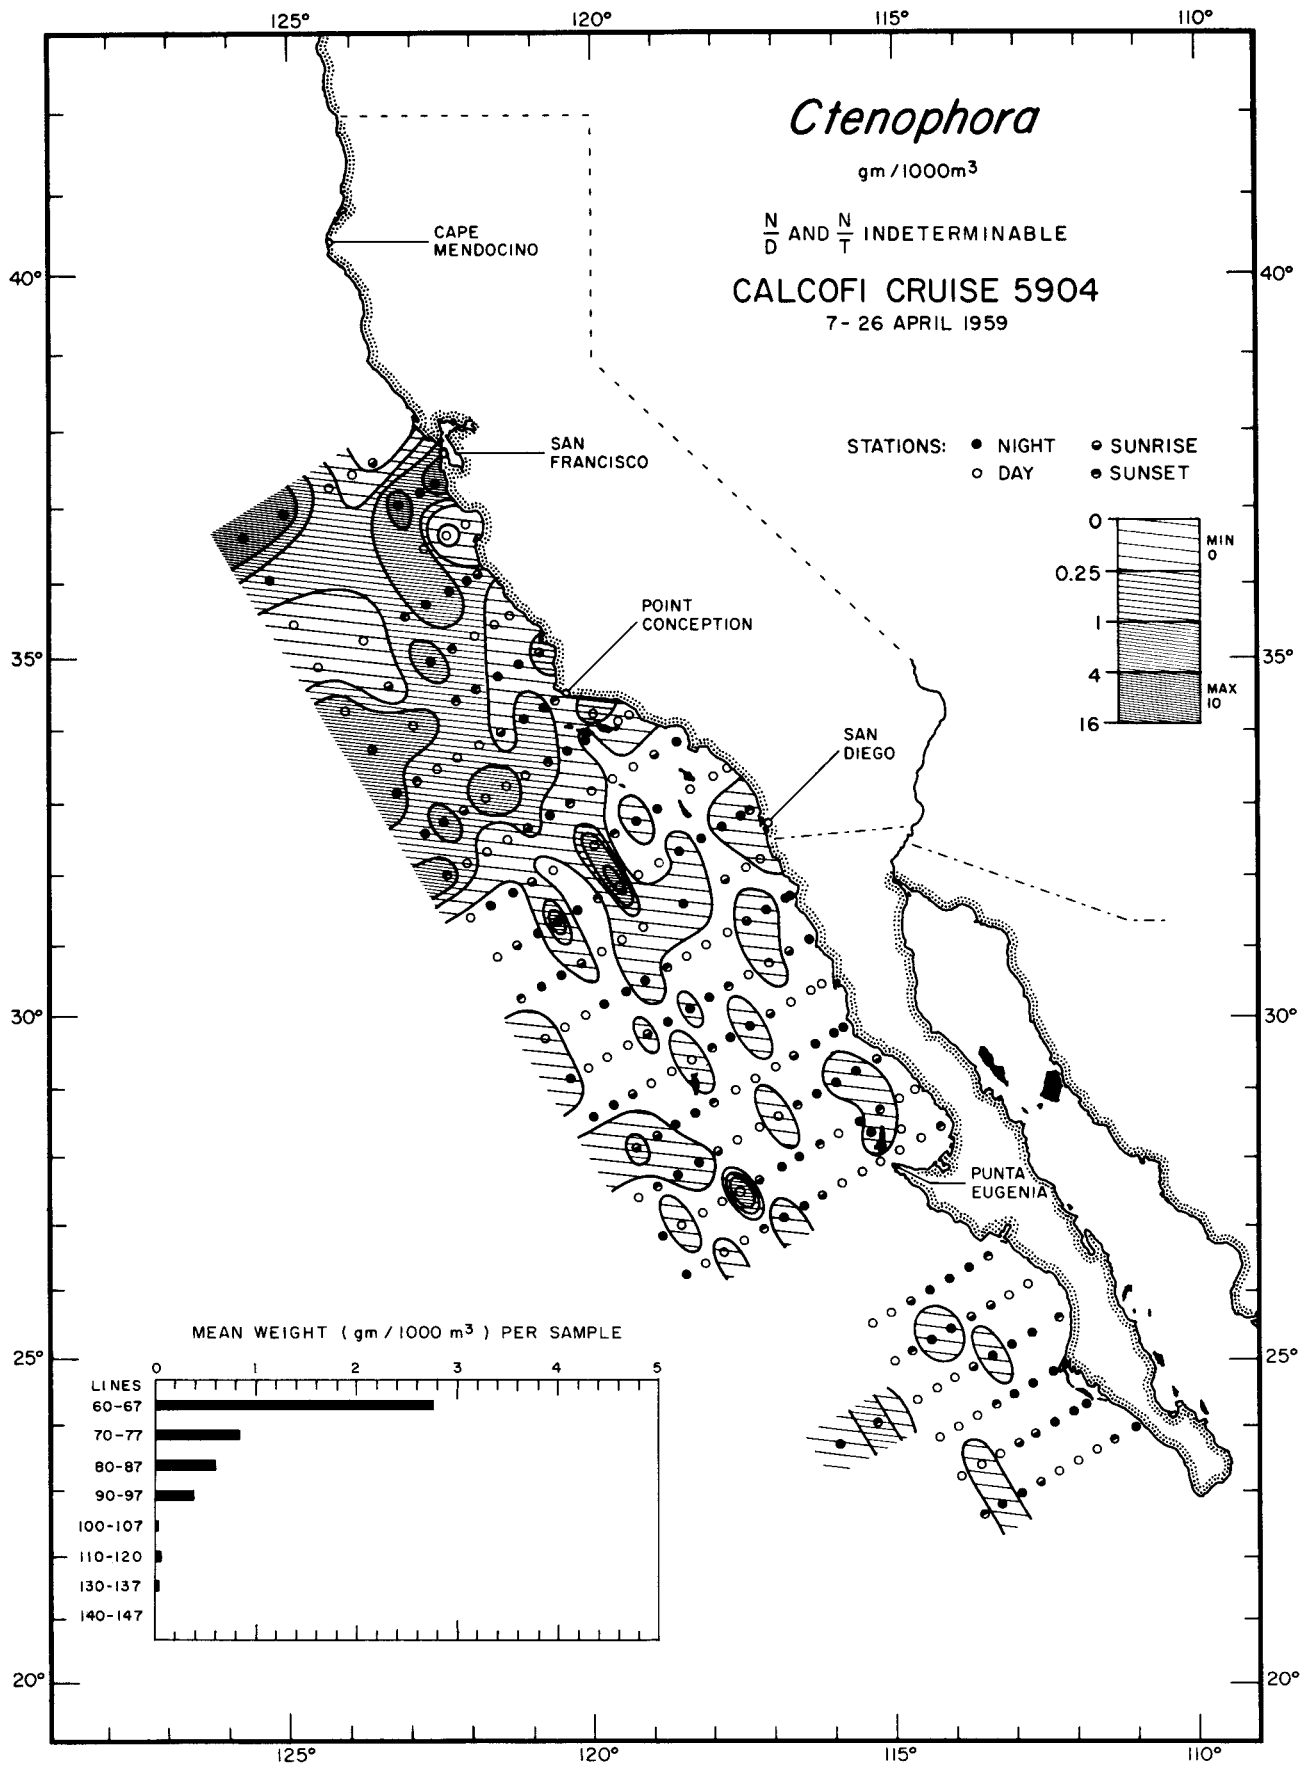 125° 120° 115° 110°
Ctenophora
gm/1000m³
N/D AND N/T INDETERMINABLE
CALCOFI CRUISE 5904
7-26 APRIL 1959
CAPE
MENDOCINO
40° 40°
STATIONS: ● NIGHT SUNRISE
○ DAY SUNSET
SAN
FRANCISCO
0
MIN
0
0.25
1
4
MAX
10
16
POINT
CONCEPTION
35° 35°
SAN
DIEGO
30° 30°
PUNTA
EUGENIA
MEAN WEIGHT (gm/1000 m³) PER SAMPLE
25° 25°
0 1 2 3 4 5
LINES
60-67
70-77
80-87
90-97
100-107
110-120
130-137
140-147
20° 20°
125° 120° 115° 110°